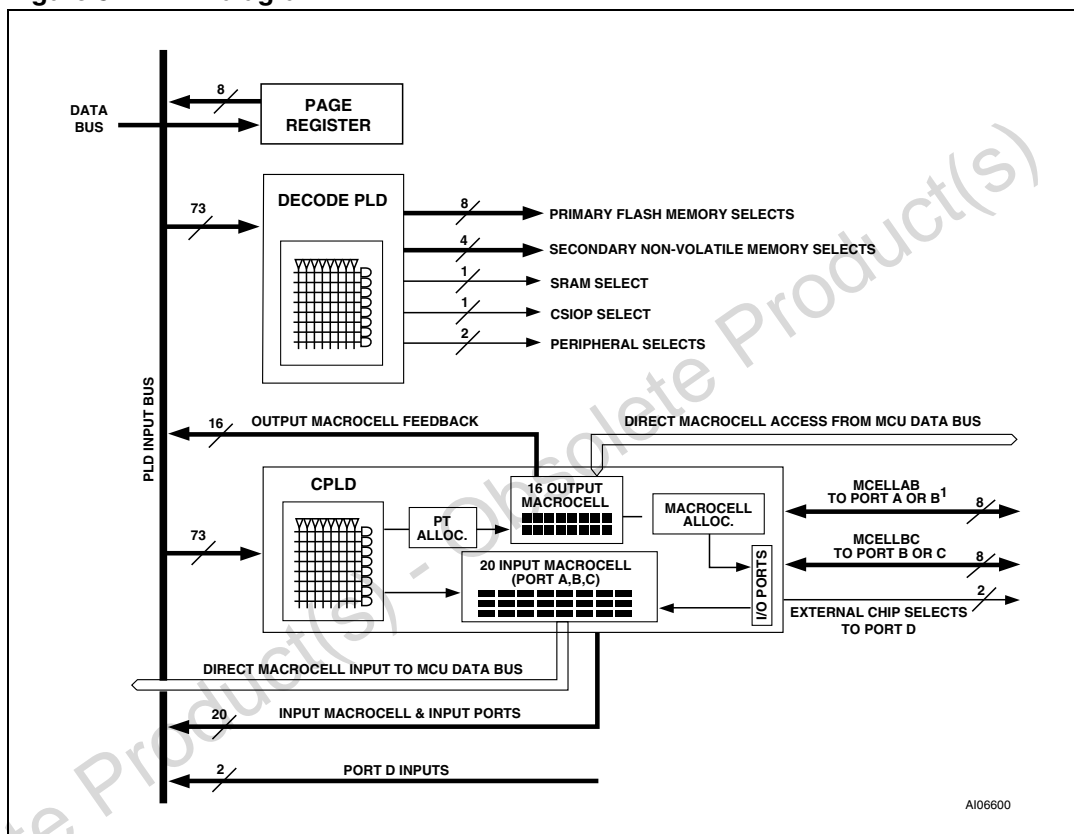 DATA
BUS
8
PAGE
REGISTER
73
DECODE PLD
8
PRIMARY FLASH MEMORY SELECTS
4
SECONDARY NON-VOLATILE MEMORY SELECTS
1
SRAM SELECT
1
CSIOP SELECT
2
PERIPHERAL SELECTS
PLD INPUT BUS
16
OUTPUT MACROCELL FEEDBACK
DIRECT MACROCELL ACCESS FROM MCU DATA BUS
73
CPLD
PT
ALLOC.
16 OUTPUT
MACROCELL
MACROCELL
ALLOC.
20 INPUT MACROCELL
(PORT A,B,C)
I/O PORTS
MCELLAB
TO PORT A OR B1
8
MCELLBC
TO PORT B OR C
8
2
EXTERNAL CHIP SELECTS
TO PORT D
DIRECT MACROCELL INPUT TO MCU DATA BUS
20
INPUT MACROCELL & INPUT PORTS
2
PORT D INPUTS
AI06600
ete Product(s) - Obsolete Product(s)